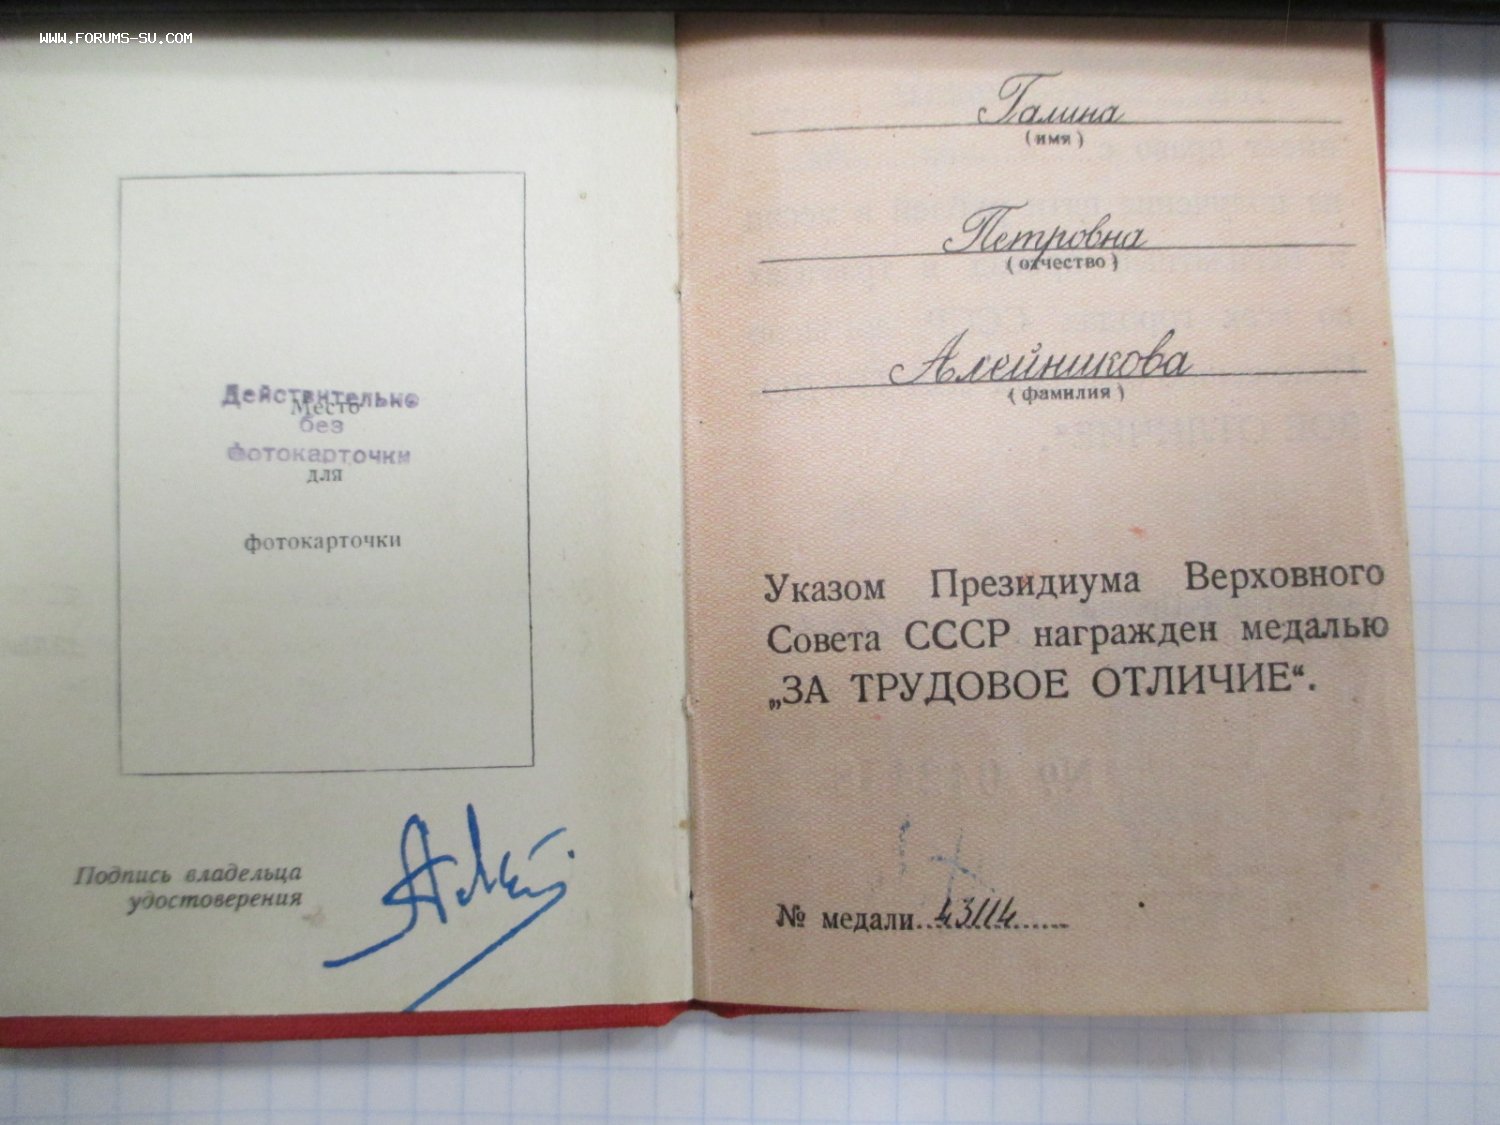 WWW.FORUMS-SU.COM
Действительно
Место
без
фотокарточки
для
фотокарточки
Подпись владельца
удостоверения
Галина
(имя)
Петровна
(отчество)
Алейникова
(фамилия)
Указом Президиума Верховного
Совета СССР награжден медалью
„ЗА ТРУДОВОЕ ОТЛИЧИЕ“.
№ медали 43114